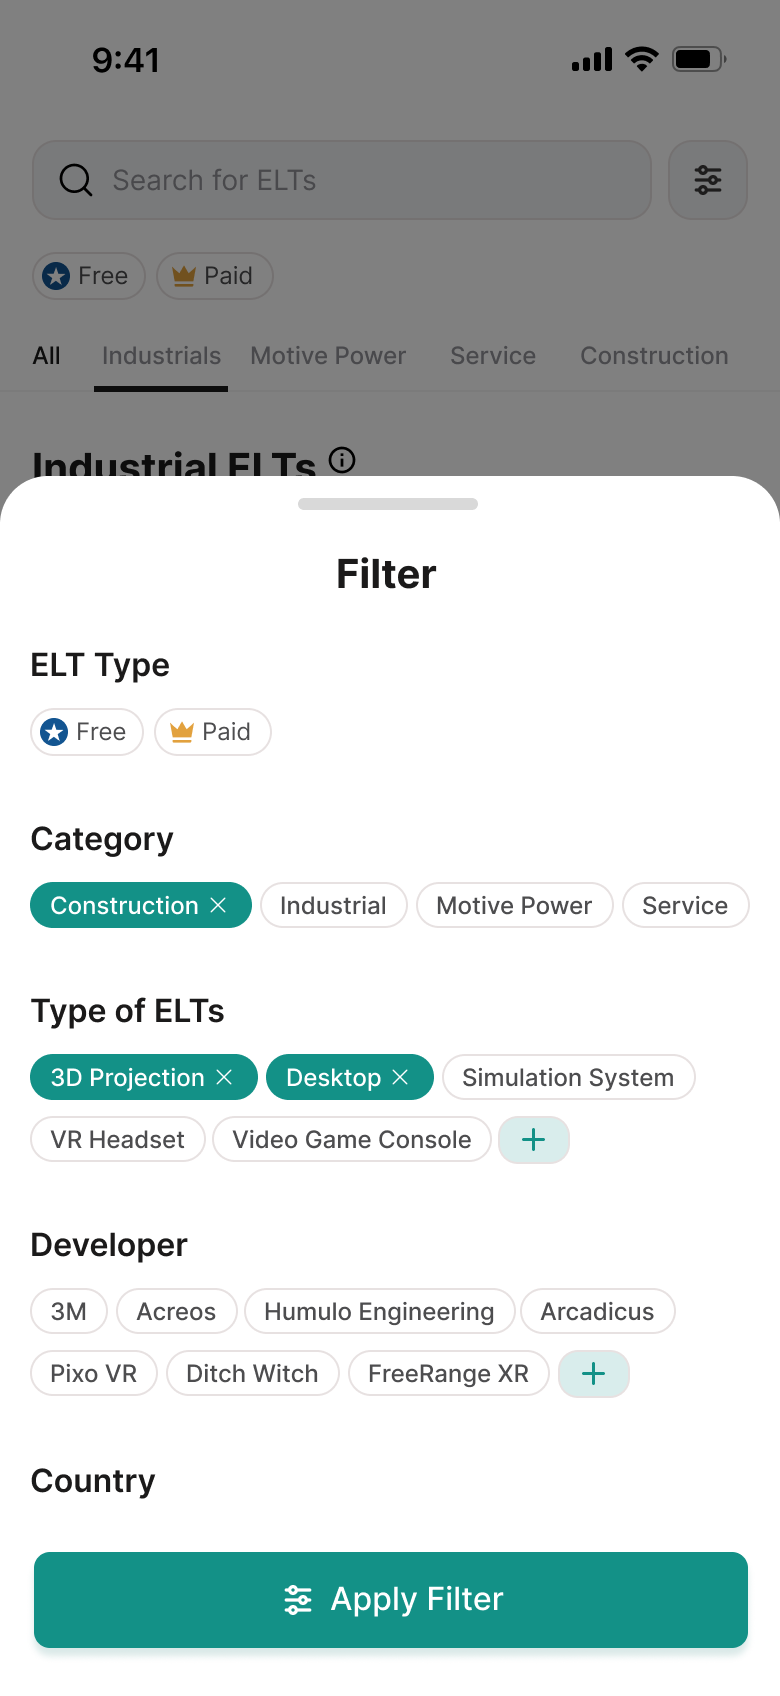 9:41
Search for ELTs
Free Paid
All Industrials Motive Power Service Construction
Industrial ELTs
Filter
ELT Type
Free Paid
Category
Construction Industrial Motive Power Service
Type of ELTs
3D Projection Desktop Simulation System
VR Headset Video Game Console
Developer
3M Acreos Humulo Engineering Arcadicus
Pixo VR Ditch Witch FreeRange XR
Country
Apply Filter